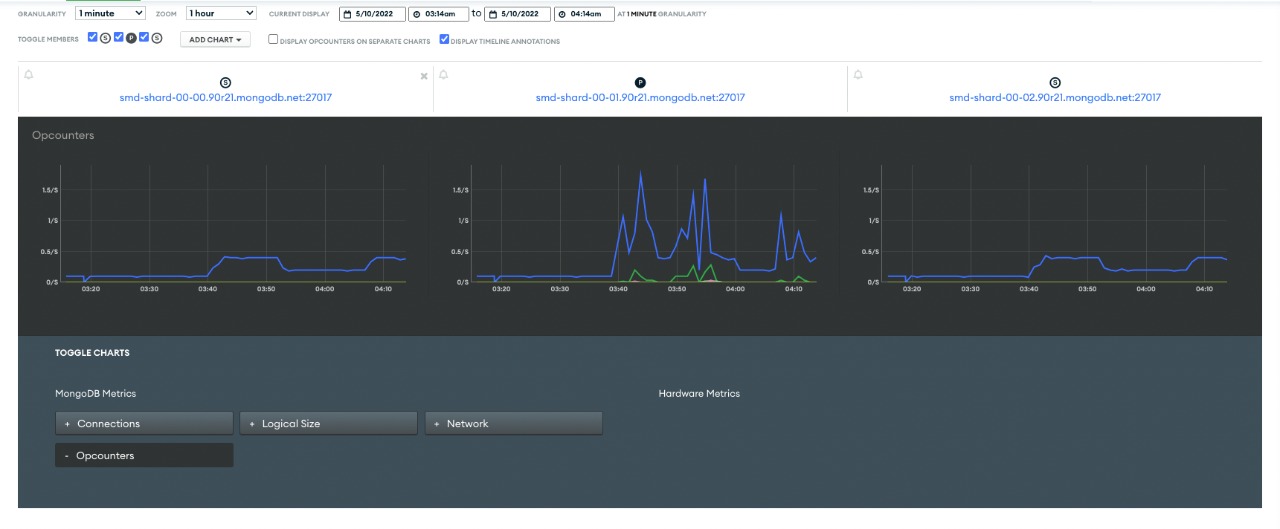 GRANULARITY 1 minute ZOOM 1 hour CURRENT DISPLAY 5/10/2022 03:14am to 5/10/2022 04:14am AT 1 MINUTE GRANULARITY
TOGGLE MEMBERS S P S ADD CHART DISPLAY OPCOUNTERS ON SEPARATE CHARTS DISPLAY TIMELINE ANNOTATIONS
S P S
smd-shard-00-00.90r21.mongodb.net:27017 smd-shard-00-01.90r21.mongodb.net:27017 smd-shard-00-02.90r21.mongodb.net:27017
Opcounters
1.5/S 1.5/S 1.5/S
1/S 1/S 1/S
0.5/S 0.5/S 0.5/S
0/S 0/S 0/S
03:20 03:30 03:40 03:50 04:00 04:10 03:20 03:30 03:40 03:50 04:00 04:10 03:20 03:30 03:40 03:50 04:00 04:10
TOGGLE CHARTS
MongoDB Metrics Hardware Metrics
+ Connections + Logical Size + Network
- Opcounters